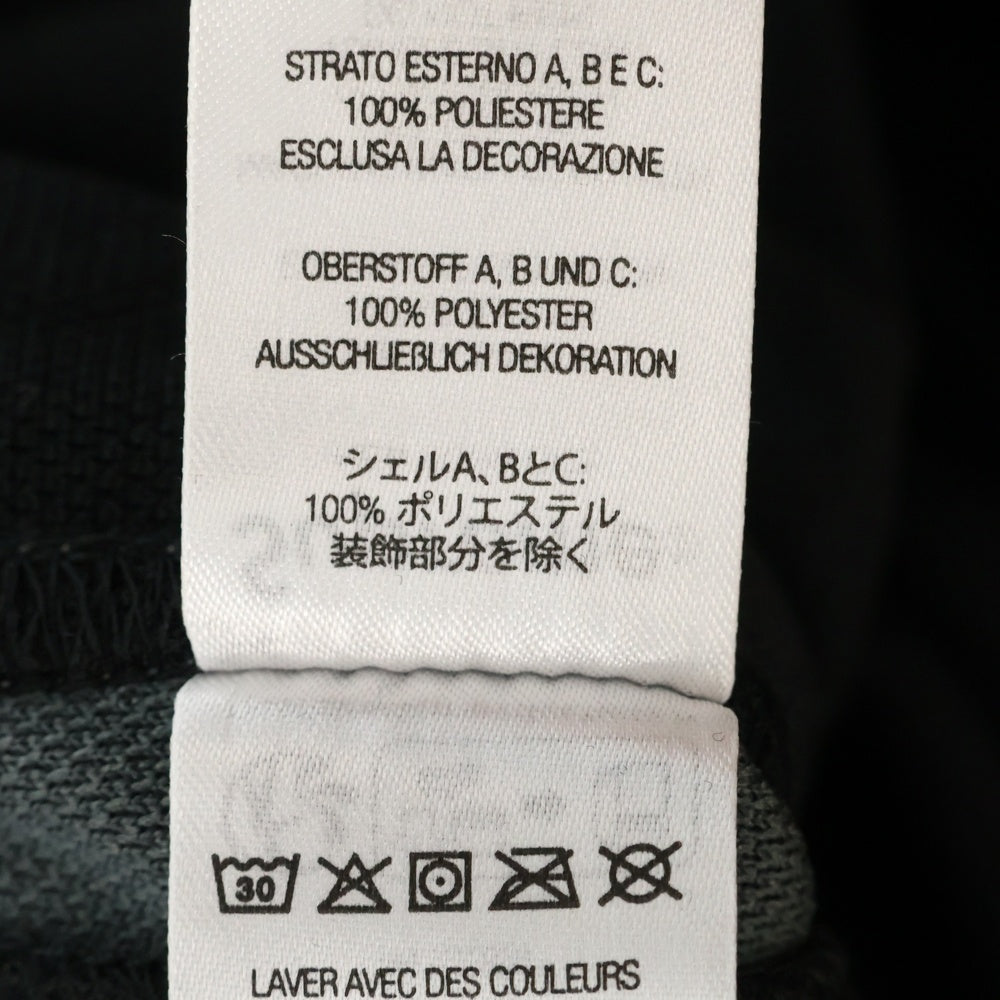 STRATO ESTERNO A, B E C:
100% POLIESTERE
ESCLUSA LA DECORAZIONE
OBERSTOFF A, B UND C:
100% POLYESTER
AUSSCHLIEßLICH DEKORATION
シェルA、BとC:
100% ポリエステル
装飾部分を除く
30
LAVER AVEC DES COULEURS